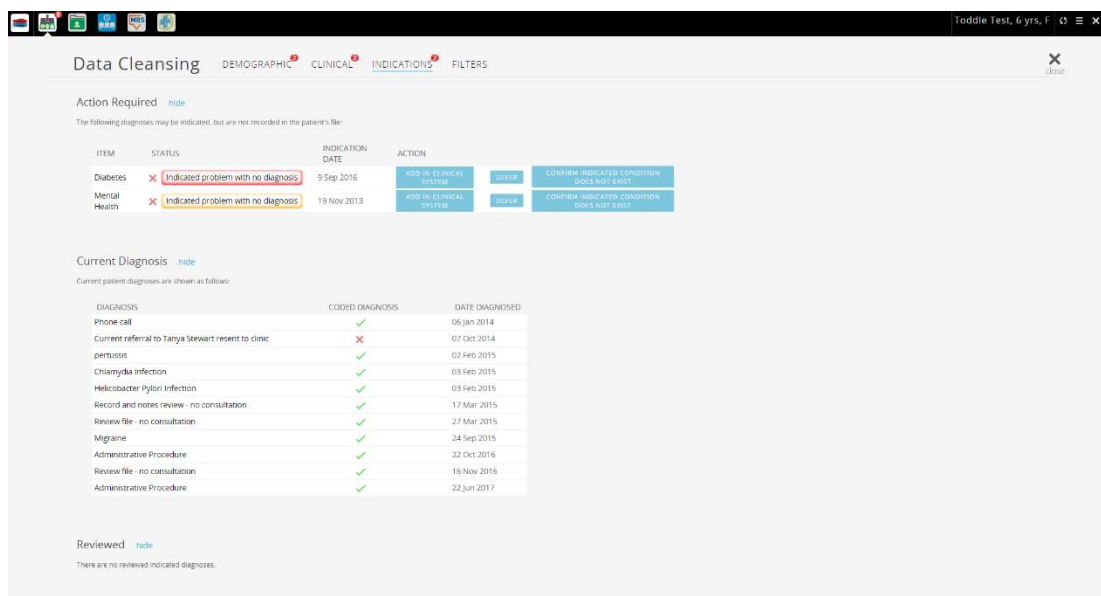 MBS
Toddle Test, 6 yrs, F
Data Cleansing DEMOGRAPHIC 2 CLINICAL 2 INDICATIONS 2 FILTERS
close
Action Required hide
The following diagnoses may be indicated, but are not recorded in the patient's file:
ITEM STATUS INDICATION DATE ACTION
Diabetes Indicated problem with no diagnosis 9 Sep 2016 ADD IN CLINICAL SYSTEM DEFER CONFIRM INDICATED CONDITION DOES NOT EXIST
Mental Health Indicated problem with no diagnosis 19 Nov 2013 ADD IN CLINICAL SYSTEM DEFER CONFIRM INDICATED CONDITION DOES NOT EXIST
Current Diagnosis hide
Current patient diagnoses are shown as follows:
DIAGNOSIS CODED DIAGNOSIS DATE DIAGNOSED
Phone call 06 Jan 2014
Current referral to Tanya Stewart resent to clinic 07 Oct 2014
pertussis 02 Feb 2015
Chlamydia Infection 03 Feb 2015
Helicobacter Pylori Infection 03 Feb 2015
Record and notes review - no consultation 17 Mar 2015
Review file - no consultation 27 Mar 2015
Migraine 24 Sep 2015
Administrative Procedure 22 Oct 2016
Review file - no consultation 16 Nov 2016
Administrative Procedure 22 Jun 2017
Reviewed hide
There are no reviewed indicated diagnoses.